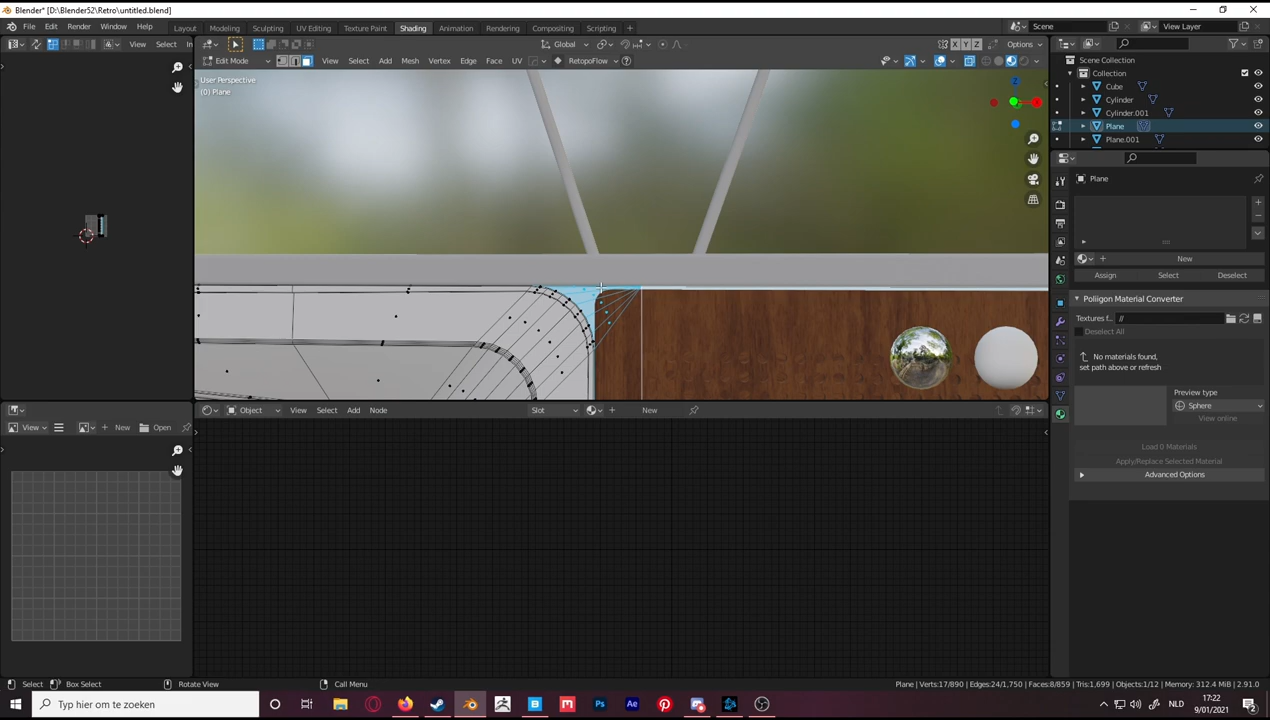 Blender* [D:\Blender52\Retro\untitled.blend]
File Edit Render Window Help Layout Modeling Sculpting UV Editing Texture Paint Shading Animation Rendering Compositing Scripting Scene View Layer
View Select In Global X Y Z Options
Edit Mode View Select Add Mesh Vertex Edge Face UV RetopoFlow
User Perspective
(0) Plane
Z
Scene Collection
Collection
Cube
Cylinder
Cylinder.001
Plane
Plane.001
Plane
New
Assign Select Deselect
Poliigon Material Converter
Textures f... //
Deselect All
No materials found,
set path above or refresh
Preview type
Sphere
View online
Load 0 Materials
Apply/Replace Selected Material
Advanced Options
Object View Select Add Node Slot New
View New Open
Select Box Select Rotate View Call Menu
Plane | Verts:17/890 | Edges:24/1,750 | Faces:8/859 | Tris:1,699 | Objects:1/12 | Memory: 312.4 MiB | 2.91.0
Typ hier om te zoeken
Ps Ae
NLD
17:22
9/01/2021
2